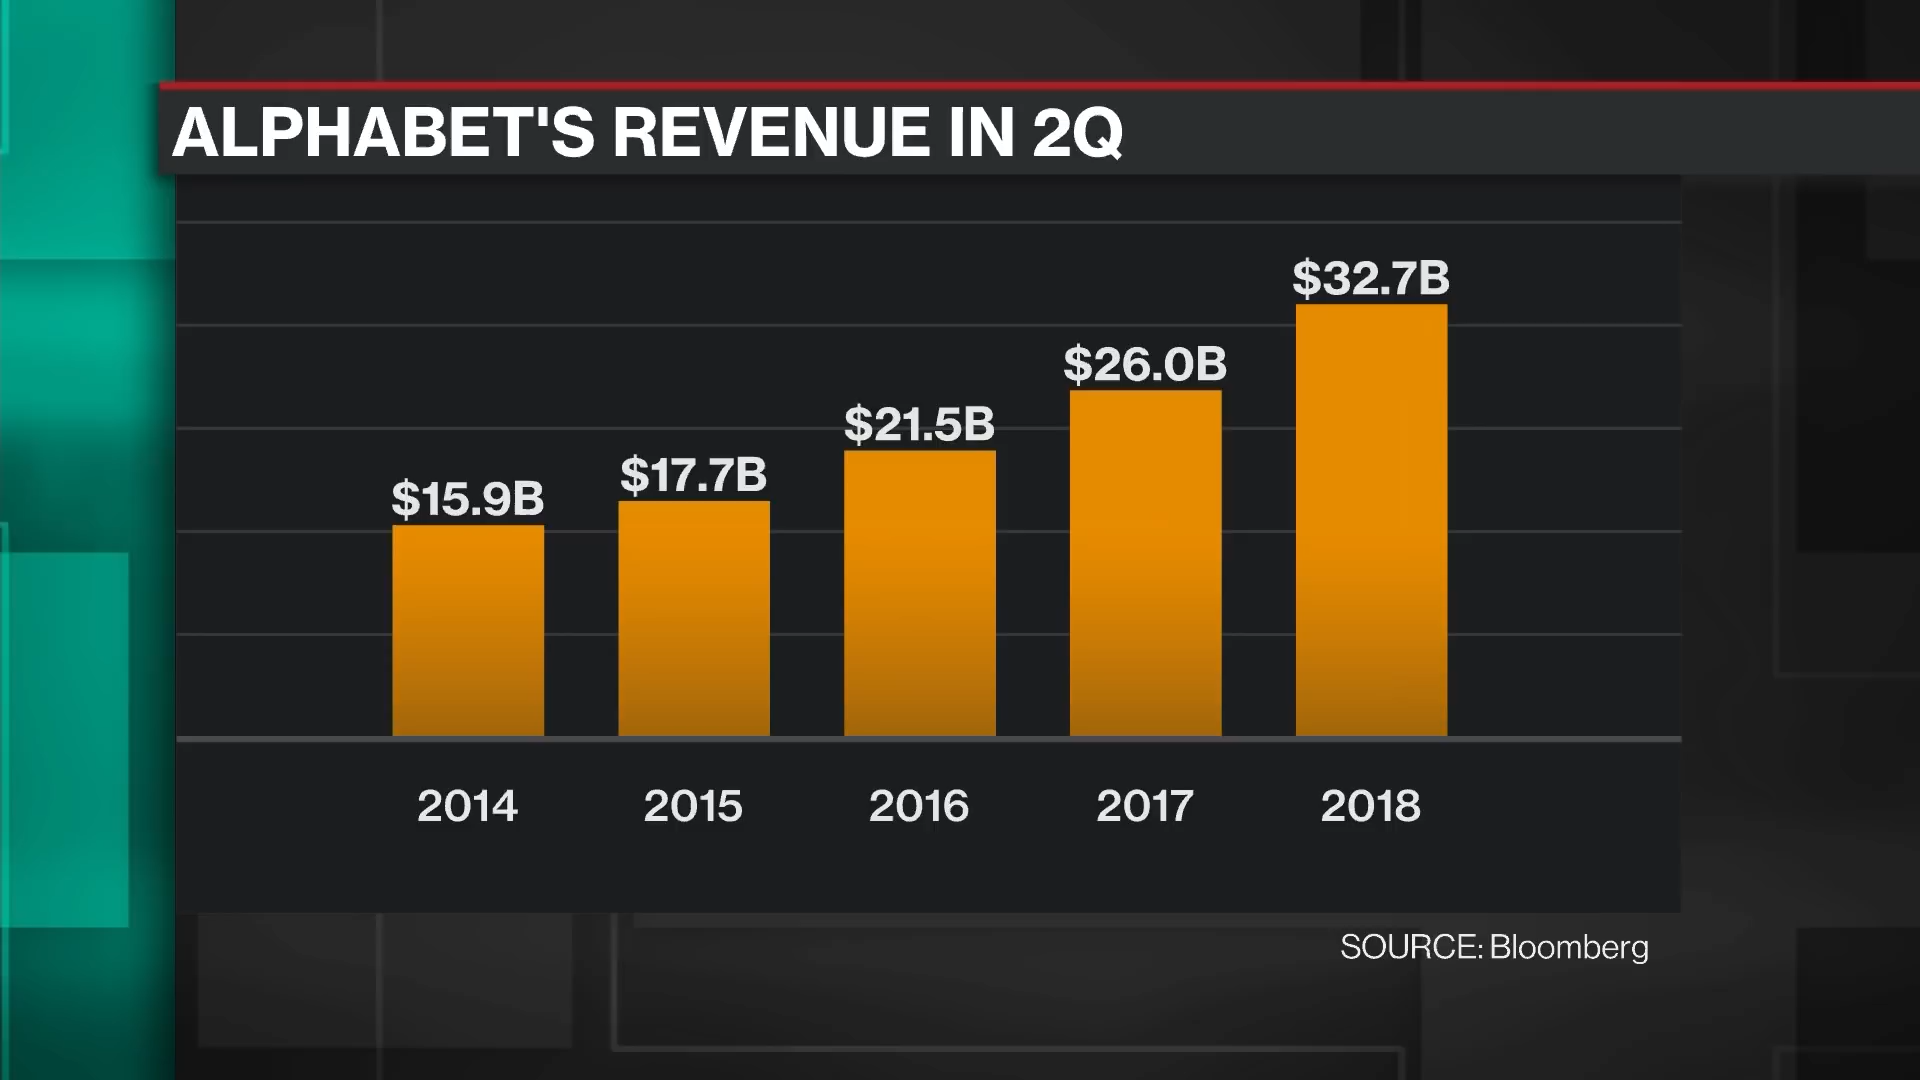 ALPHABET'S REVENUE IN 2Q
$15.9B
$17.7B
$21.5B
$26.0B
$32.7B
2014
2015
2016
2017
2018
SOURCE: Bloomberg